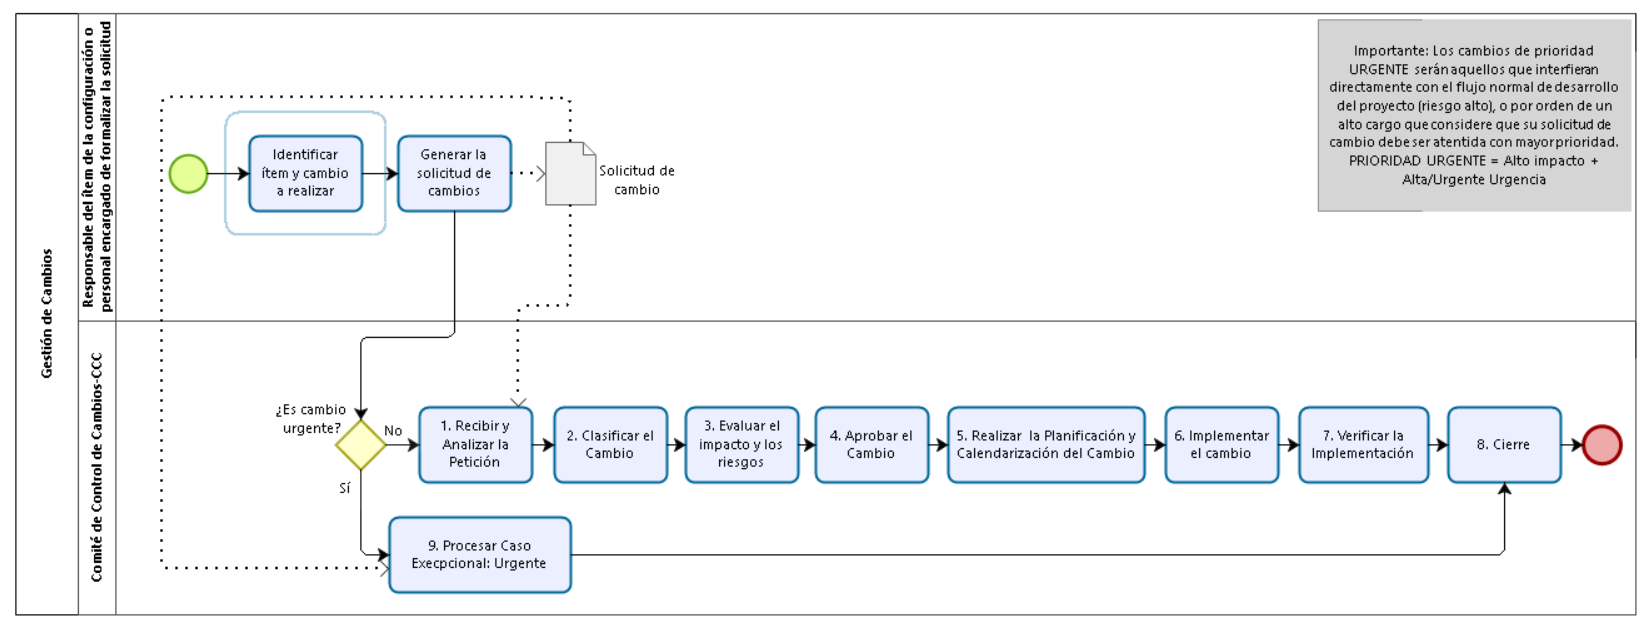 Gestión de Cambios
Responsable del ítem de la configuración o
personal encargado de formalizar la solicitud
Identificar
ítem y cambio
a realizar
Generar la
solicitud de
cambios
Solicitud de
cambio
Importante: Los cambios de prioridad
URGENTE serán aquellos que interfieran
directamente con el flujo normal de desarrollo
del proyecto (riesgo alto), o por orden de un
alto cargo que considere que su solicitud de
cambio debe ser atentida con mayor prioridad.
PRIORIDAD URGENTE = Alto impacto +
Alta/Urgente Urgencia
Comité de Control de Cambios-CCC
¿Es cambio
urgente?
No
Sí
1. Recibir y
Analizar la
Petición
2. Clasificar el
Cambio
3. Evaluar el
impacto y los
riesgos
4. Aprobar el
Cambio
5. Realizar la Planificación y
Calendarización del Cambio
6. Implementar
el cambio
7. Verificar la
Implementación
8. Cierre
9. Procesar Caso
Execpcional: Urgente